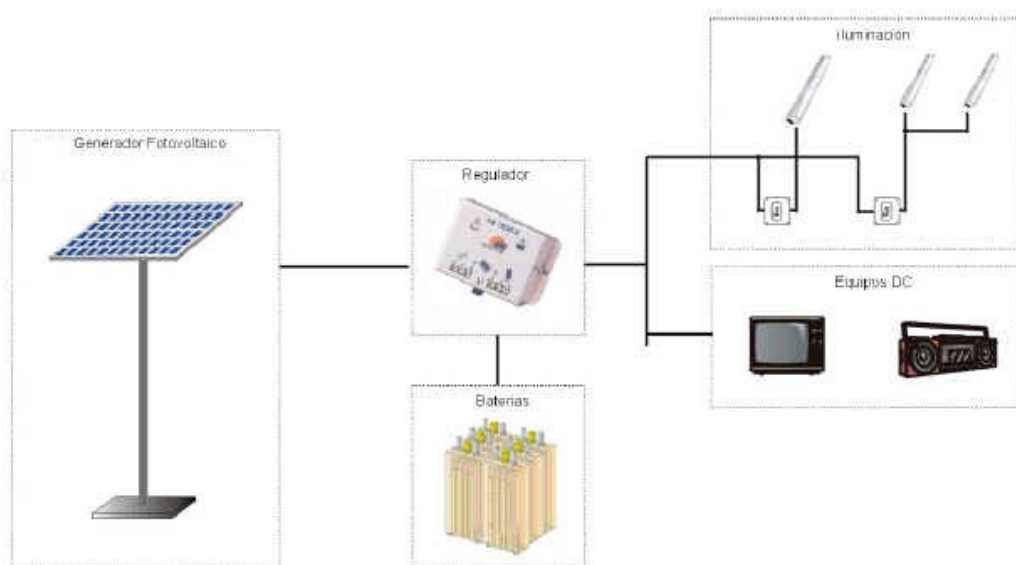 iluminación
Generador Fotovoltaico
Regulador
Equipos DC
Baterias